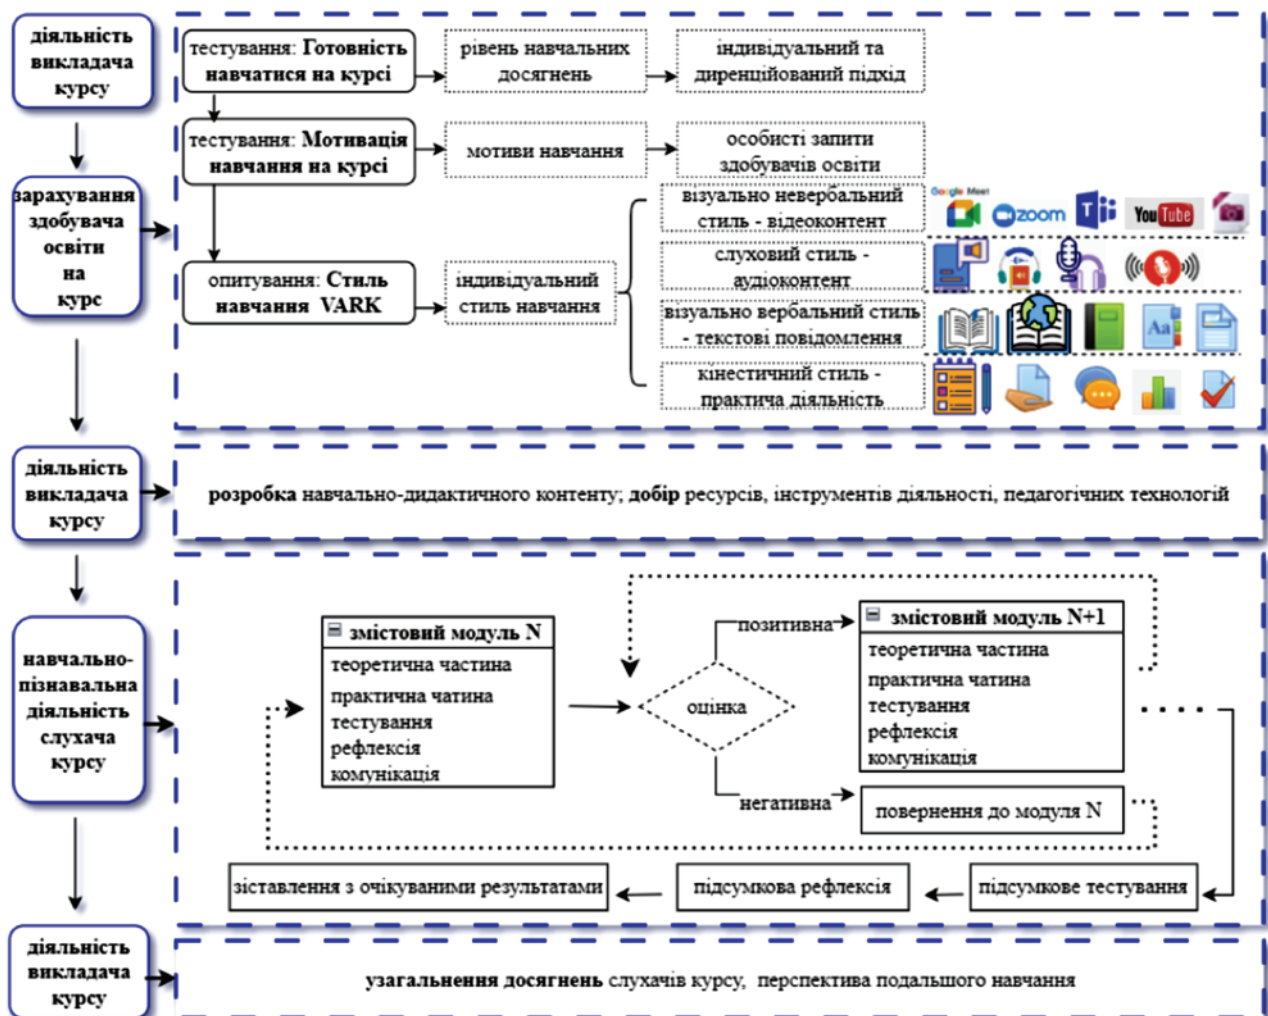 діяльність
викладача
курсу
тестування: Готовність
навчатися на курсі
рівень навчальних
досягнень
індивідуальний та
диренційований підхід
тестування: Мотивація
навчання на курсі
мотиви навчання
особисті запити
здобувачів освіти
зарахування
здобувача
освіти
на
курс
опитування: Стиль
навчання VARK
індивідуальний
стиль навчання
візуально невербальний
стиль - відеоконтент
Google Meet
zoom
T
YouTube
слуховий стиль -
аудіоконтент
візуально вербальний стиль
- текстові повідомлення
Aa
кінестичний стиль -
практича діяльність
діяльність
викладача
курсу
розробка навчально-дидактичного контенту; добір ресурсів, інструментів діяльності, педагогічних технологій
навчально-
пізнавальна
діяльність
слухача
курсу
змістовий модуль N
теоретична частина
практична чатина
тестування
рефлексія
комунікація
оцінка
позитивна
негативна
змістовий модуль N+1
теоретична частина
практична чатина
тестування
рефлексія
комунікація
повернення до модуля N
зіставлення з очікуваними результатами
підсумкова рефлексія
підсумкове тестування
діяльність
викладача
курсу
узагальнення досягнень слухачів курсу, перспектива подальшого навчання